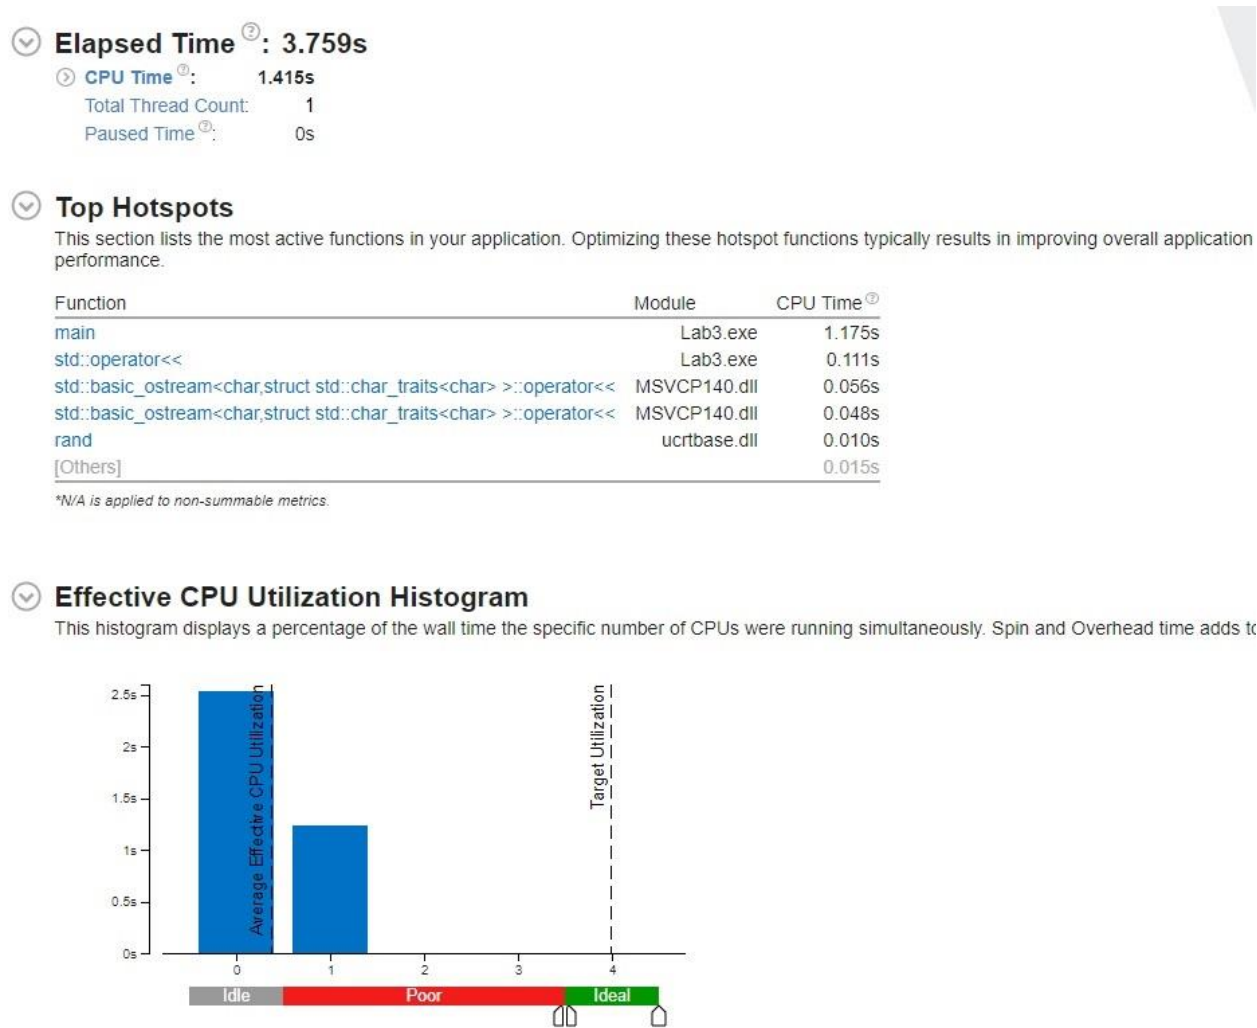 Elapsed Time ?: 3.759s
CPU Time ?: 1.415s
Total Thread Count: 1
Paused Time ?: 0s
Top Hotspots
This section lists the most active functions in your application. Optimizing these hotspot functions typically results in improving overall application
performance.
Function Module CPU Time ?
main Lab3.exe 1.175s
std::operator<< Lab3.exe 0.111s
std::basic_ostream<char,struct std::char_traits<char> >::operator<< MSVCP140.dll 0.056s
std::basic_ostream<char,struct std::char_traits<char> >::operator<< MSVCP140.dll 0.048s
rand ucrtbase.dll 0.010s
[Others] 0.015s
*N/A is applied to non-summable metrics.
Effective CPU Utilization Histogram
This histogram displays a percentage of the wall time the specific number of CPUs were running simultaneously. Spin and Overhead time adds to
2.5s
2s
1.5s
1s
0.5s
0s
Average Effective CPU Utilization
Target Utilization
0 1 2 3 4
Idle Poor Ideal